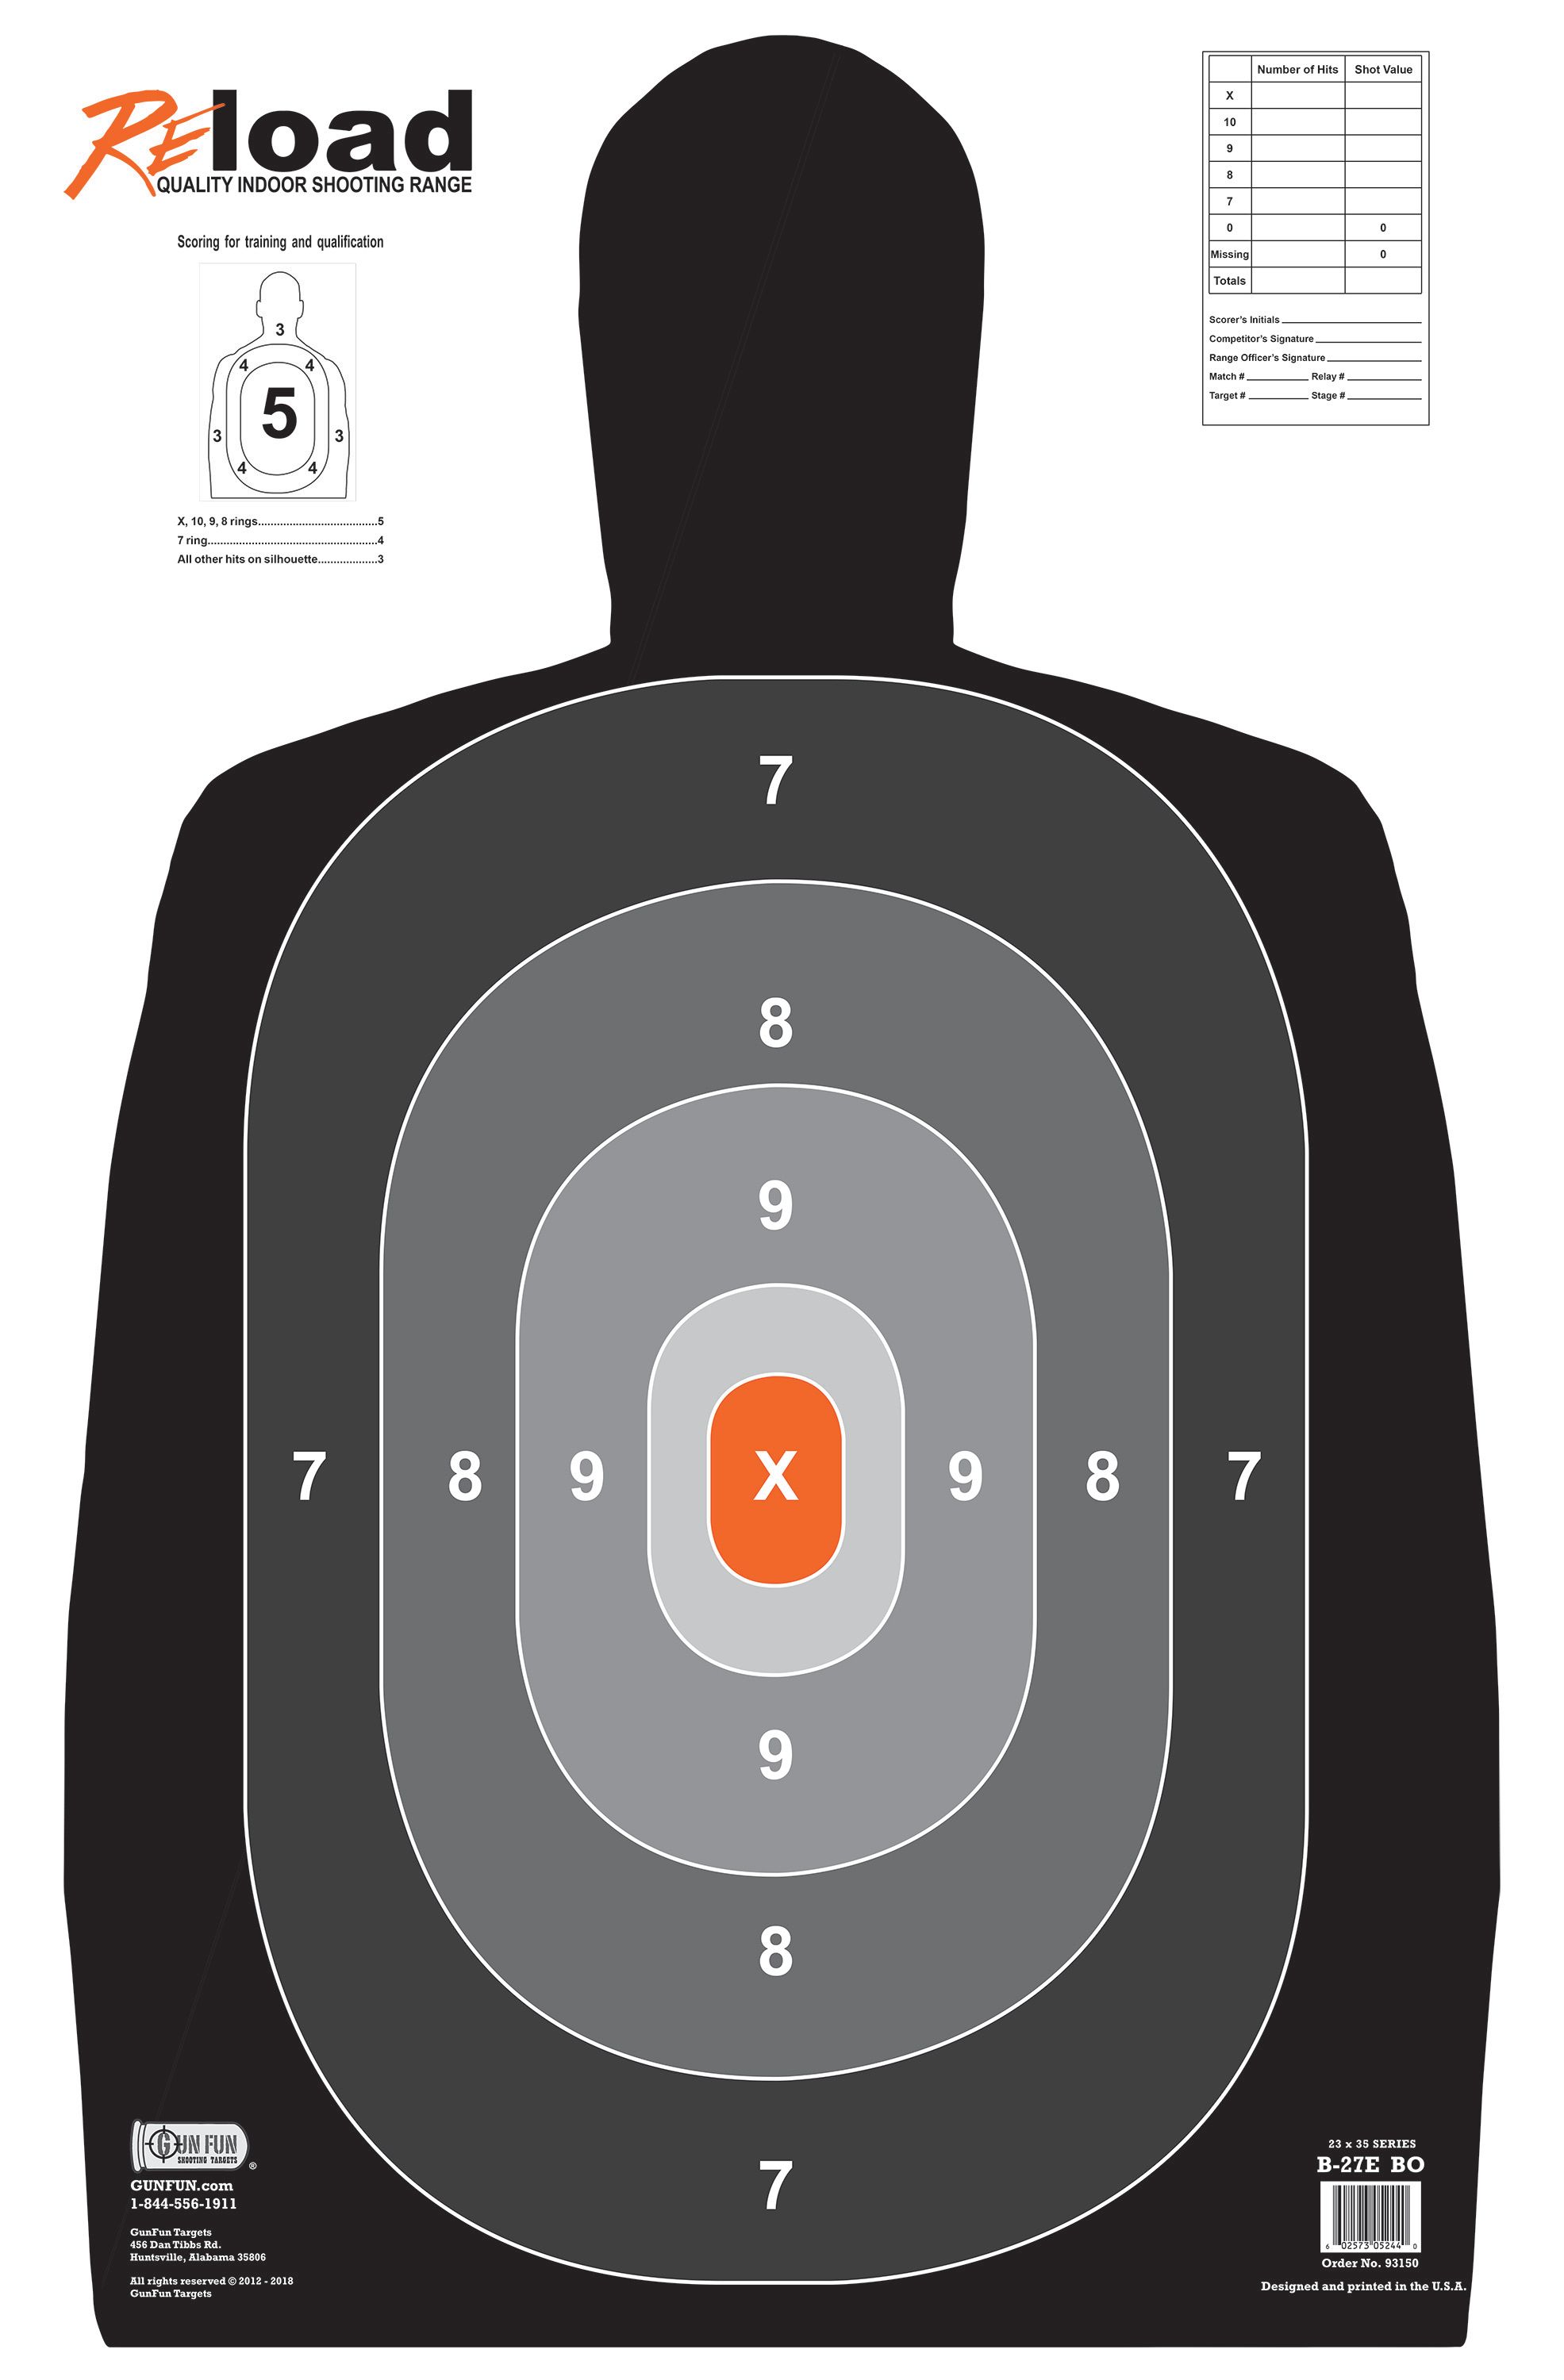 REload
QUALITY INDOOR SHOOTING RANGE
Scoring for training and qualification
3
4 4
5
3 3
4 4
X, 10, 9, 8 rings......................................5
7 ring......................................................4
All other hits on silhouette...................3
Number of Hits Shot Value
X
10
9
8
7
0 0
Missing 0
Totals
Scorer's Initials
Competitor's Signature
Range Officer's Signature
Match # Relay #
Target # Stage #
7
8
9
7 8 9 X 9 8 7
9
8
7
GUN FUN
SHOOTING TARGETS ®
GUNFUN.com
1-844-556-1911
GunFun Targets
456 Dan Tibbs Rd.
Huntsville, Alabama 35806
All rights reserved © 2012 - 2018
GunFun Targets
23 x 35 SERIES
B-27E BO
6 02573 05244 0
Order No. 93150
Designed and printed in the U.S.A.